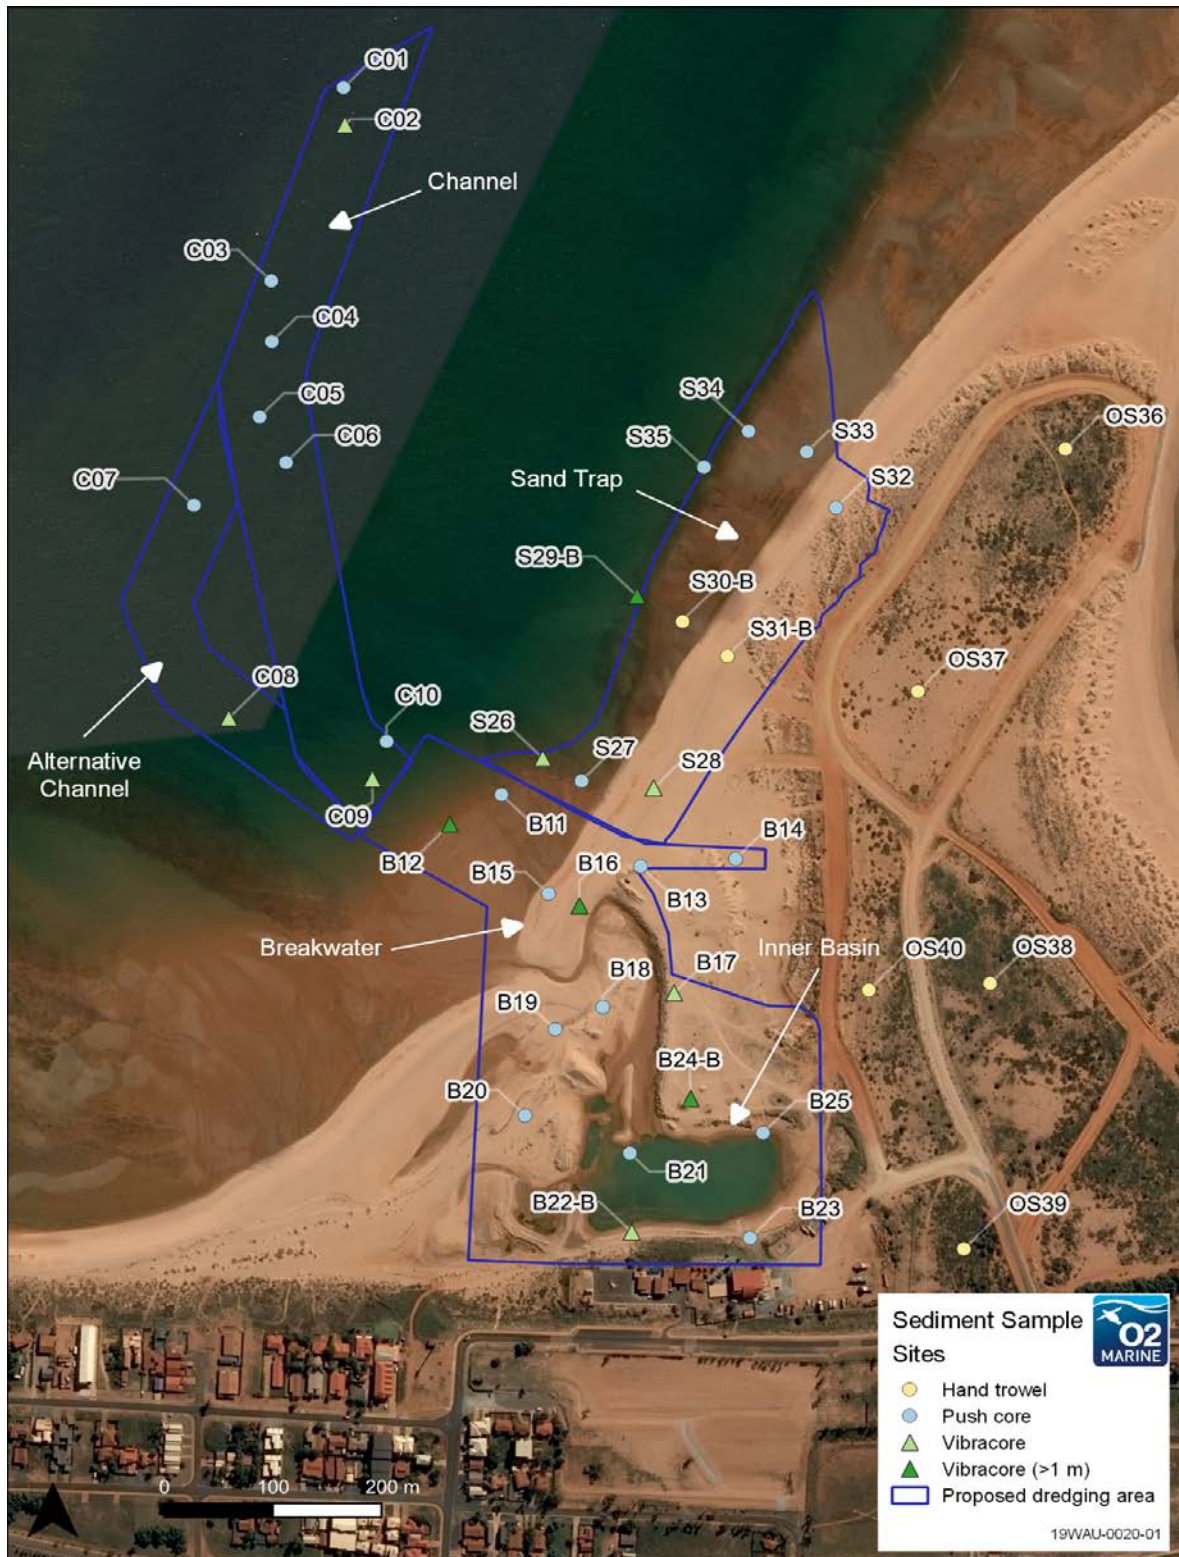 C01
C02
Channel
C03
C04
C05
C06
C07
S34
S33
S35
OS36
Sand Trap
S32
S29-B
S30-B
S31-B
OS37
C08
C10
S26
S27
S28
Alternative
Channel
C09
B11
B14
B12
B15
B16
B13
Breakwater
Inner Basin
B17
B18
OS40
OS38
B19
B24-B
B20
B25
B21
B22-B
B23
OS39
0 100 200 m
Sediment Sample
Sites
O2
MARINE
Hand trowel
Push core
Vibracore
Vibracore (>1 m)
Proposed dredging area
19WAU-0020-01